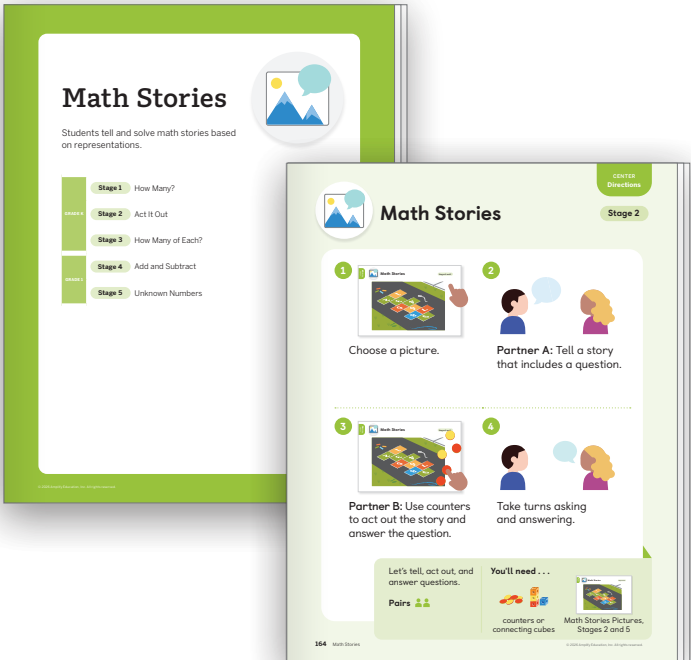 Math Stories
Students tell and solve math stories based
on representations.
GRADE K
Stage 1 How Many?
Stage 2 Act It Out
Stage 3 How Many of Each?
GRADE 1
Stage 4 Add and Subtract
Stage 5 Unknown Numbers
CENTER
Directions
Math Stories
Stage 2
1
Math Stories
Choose a picture.
2
Partner A: Tell a story
that includes a question.
3
Math Stories
Partner B: Use counters
to act out the story and
answer the question.
4
Take turns asking
and answering.
Let's tell, act out, and
answer questions.
Pairs
You'll need . . .
counters or
connecting cubes
Math Stories Pictures,
Stages 2 and 5
164 Math Stories